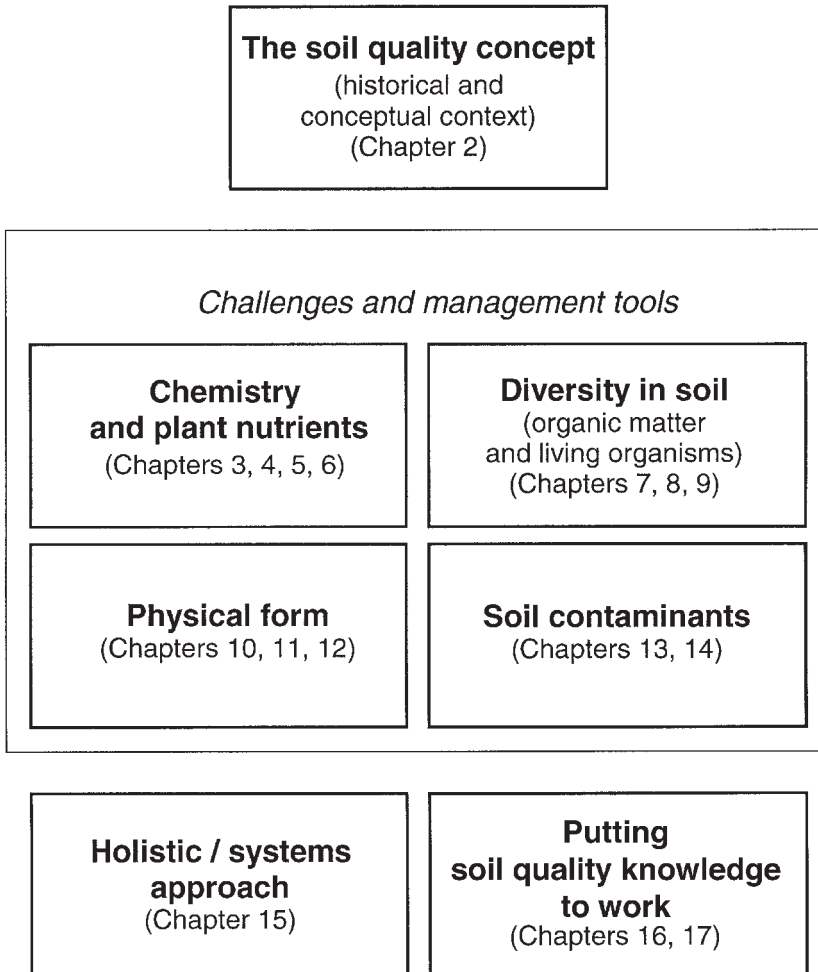 The soil quality concept
(historical and
conceptual context)
(Chapter 2)
Challenges and management tools
Chemistry
and plant nutrients
(Chapters 3, 4, 5, 6)
Diversity in soil
(organic matter
and living organisms)
(Chapters 7, 8, 9)
Physical form
(Chapters 10, 11, 12)
Soil contaminants
(Chapters 13, 14)
Holistic / systems
approach
(Chapter 15)
Putting
soil quality knowledge
to work
(Chapters 16, 17)